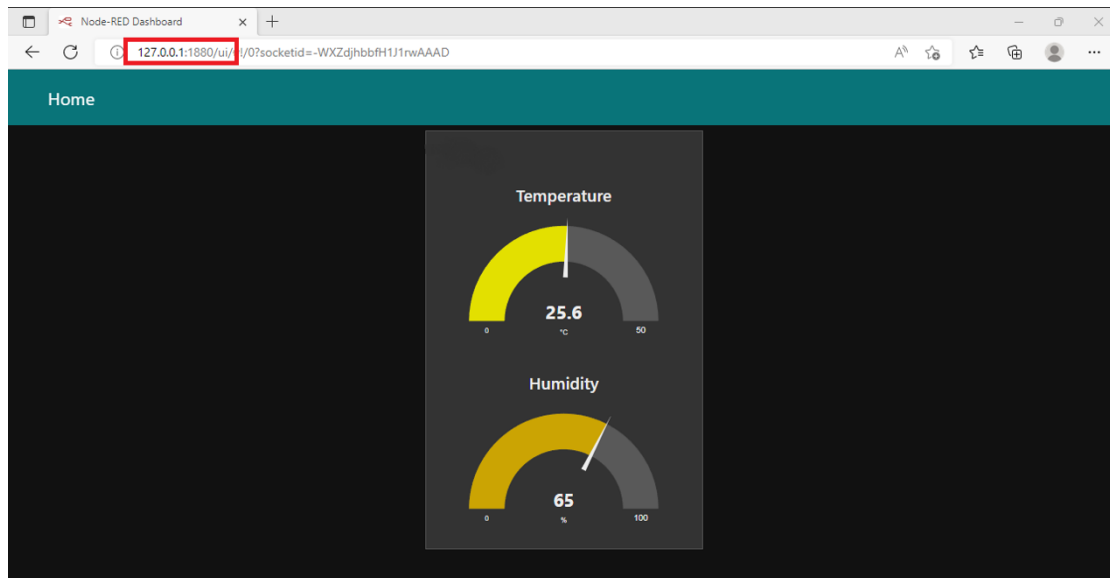 Node-RED Dashboard
127.0.0.1:1880/ui/#!/0?socketid=-WXZdjhbbfH1J1rwAAAD
Home
Temperature
25.6
°C
0
50
Humidity
65
%
0
100